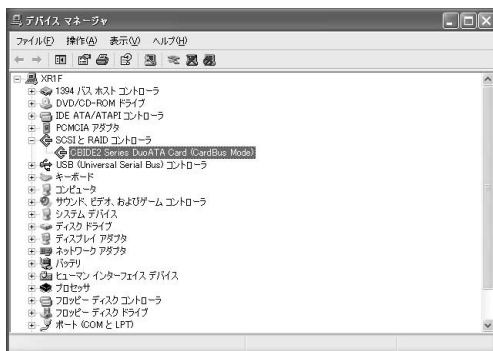 デバイス マネージャ
ファイル(F) 操作(A) 表示(V) ヘルプ(H)
XR1F
1394 バス ホスト コントローラ
DVD/CD-ROM ドライブ
IDE ATA/ATAPI コントローラ
PCMCIA アダプタ
SCSI と RAID コントローラ
CBIDE2 Series DuoATA Card (CardBus Mode)
USB (Universal Serial Bus) コントローラ
キーボード
コンピュータ
サウンド、ビデオ、およびゲーム コントローラ
システム デバイス
ディスク ドライブ
ディスプレイ アダプタ
ネットワーク アダプタ
バッテリ
ヒューマン インターフェイス デバイス
プロセッサ
フロッピー ディスク コントローラ
フロッピー ディスク ドライブ
ポート (COM と LPT)